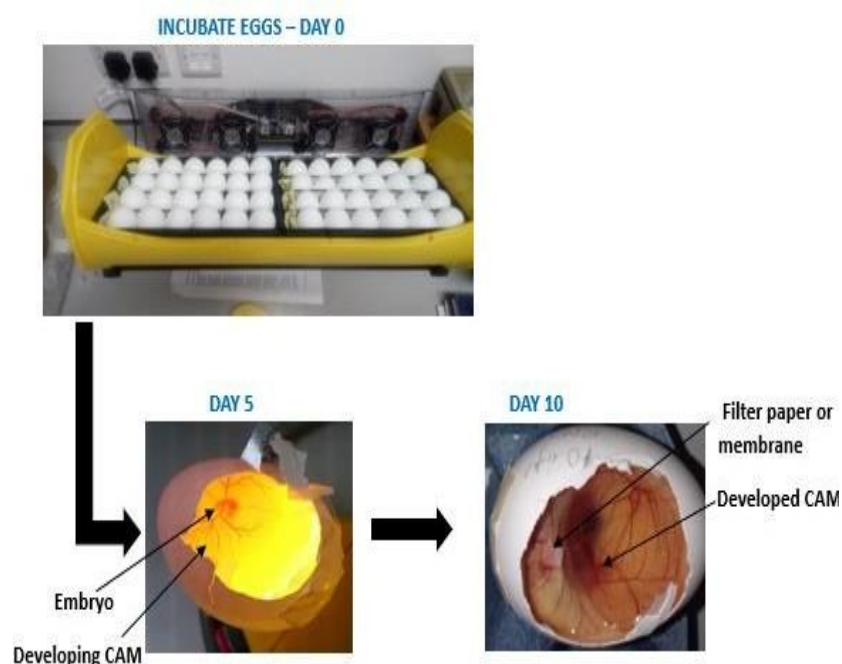 INCUBATE EGGS – DAY 0
DAY 5
DAY 10
Filter paper or
membrane
Developed CAM
Embryo
Developing CAM